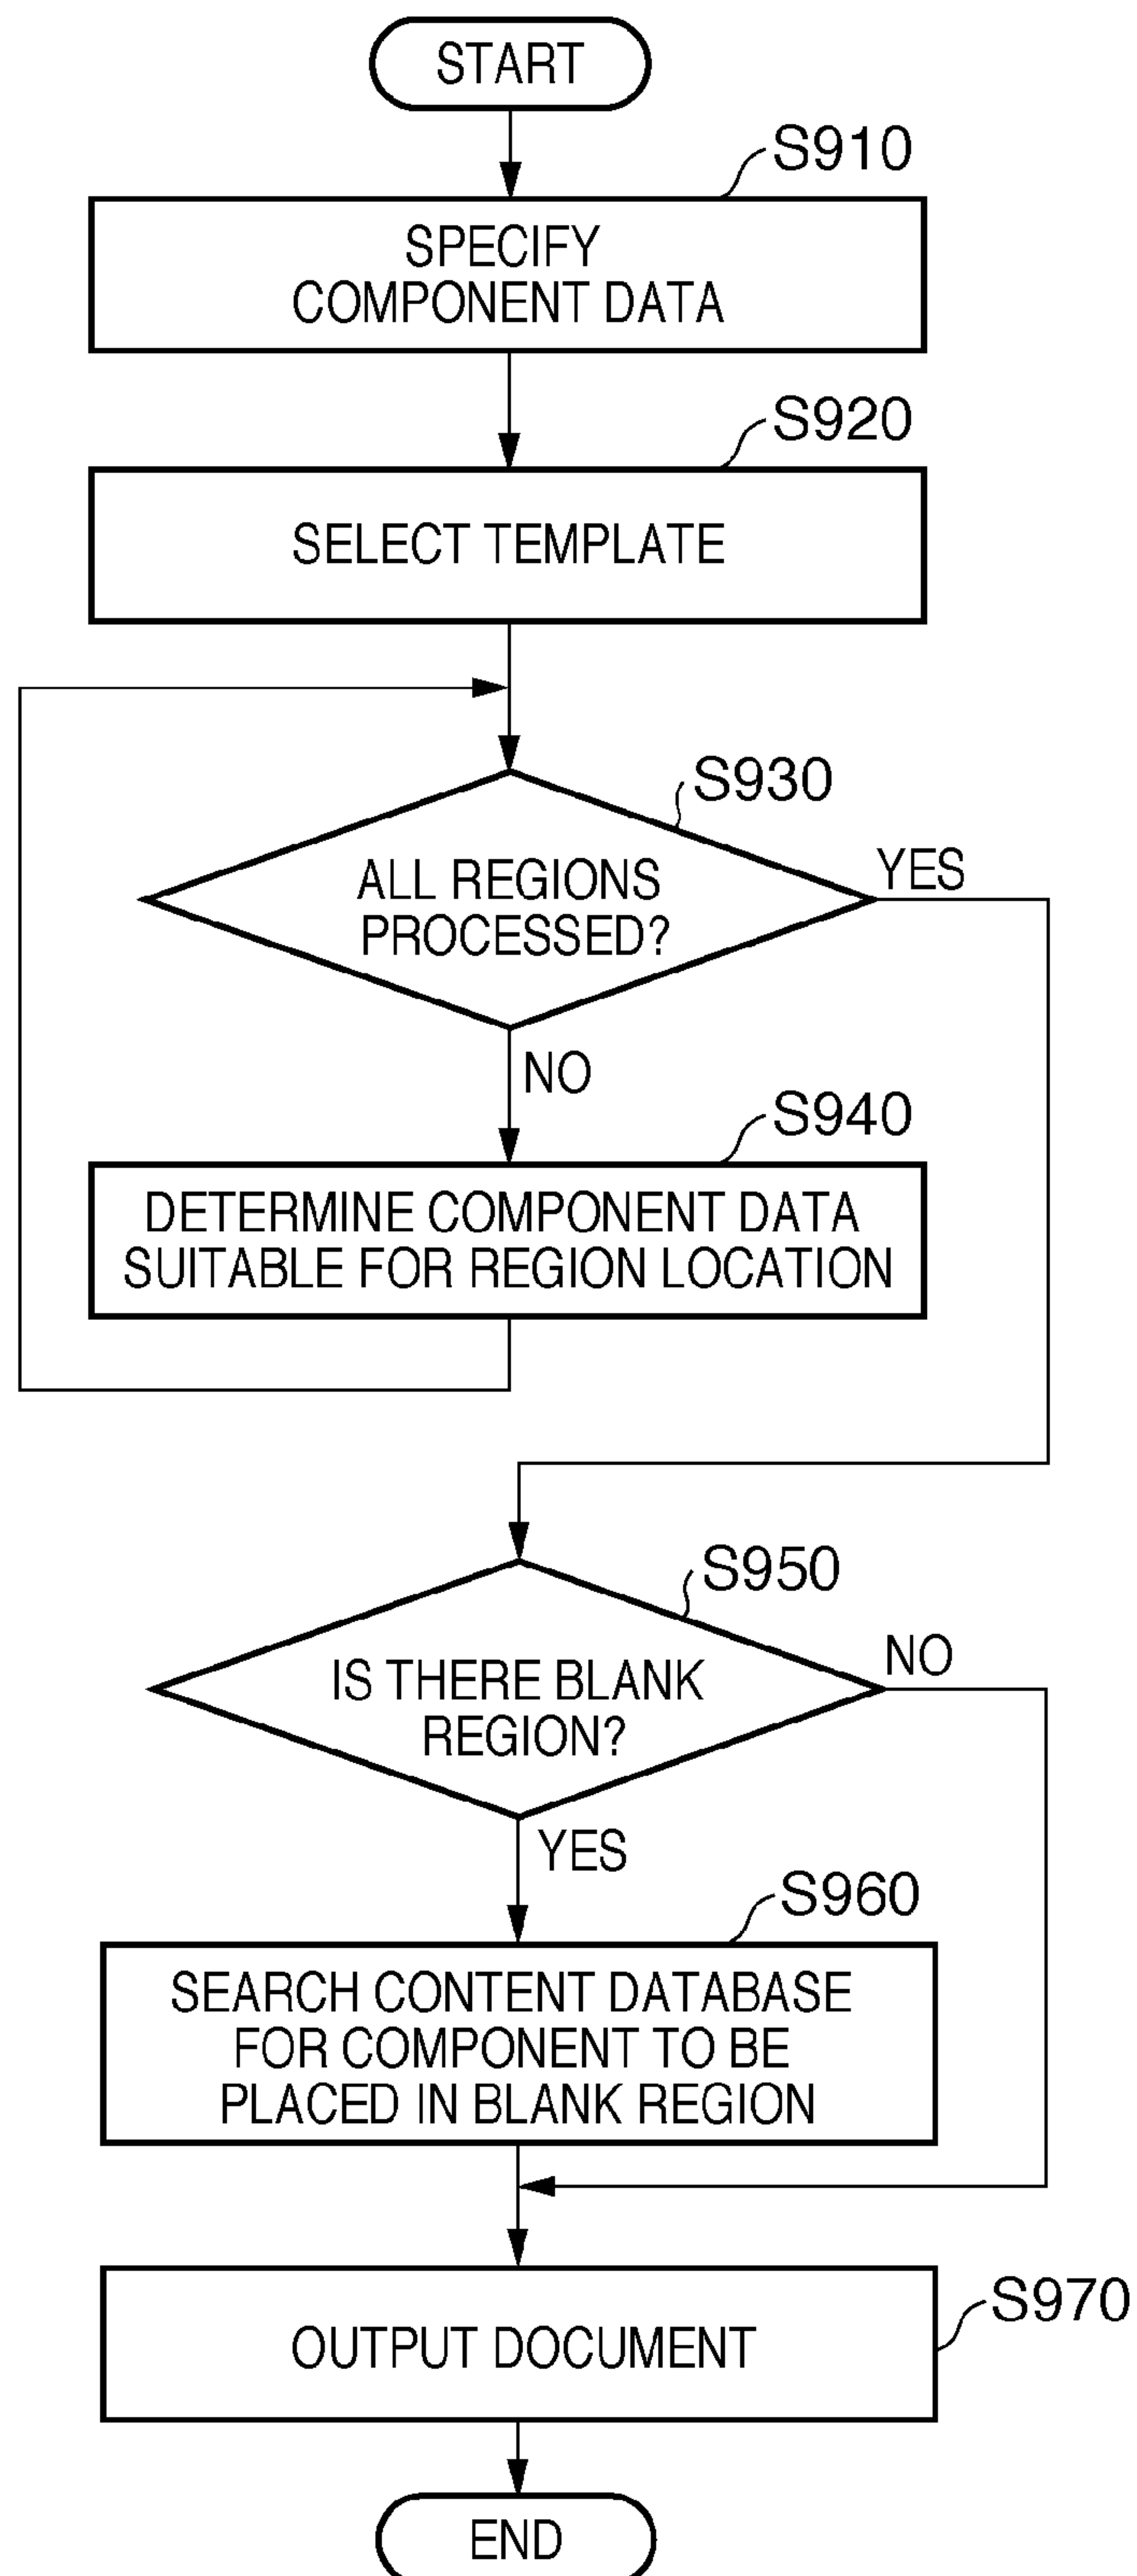 START
S910
SPECIFY
COMPONENT DATA
S920
SELECT TEMPLATE
S930
ALL REGIONS
PROCESSED?
YES
NO
S940
DETERMINE COMPONENT DATA
SUITABLE FOR REGION LOCATION
S950
IS THERE BLANK
REGION?
NO
YES
S960
SEARCH CONTENT DATABASE
FOR COMPONENT TO BE
PLACED IN BLANK REGION
S970
OUTPUT DOCUMENT
END